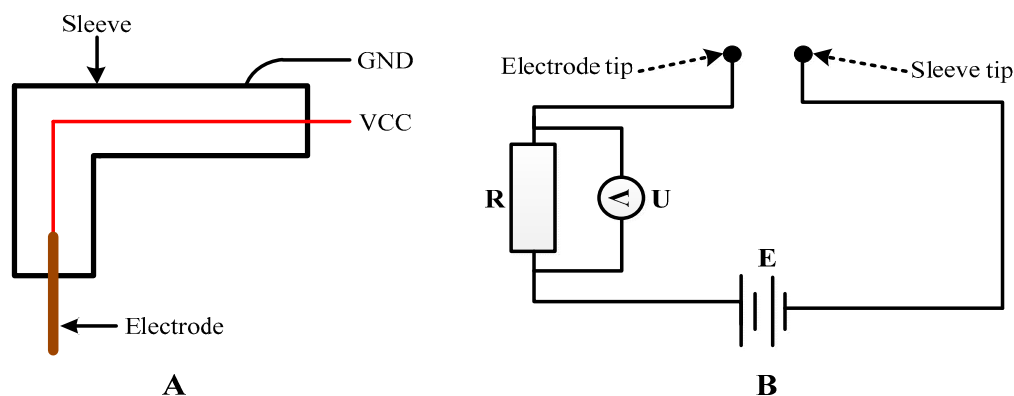 Sleeve
GND
VCC
Electrode
A
Electrode tip
Sleeve tip
R
V
U
E
B